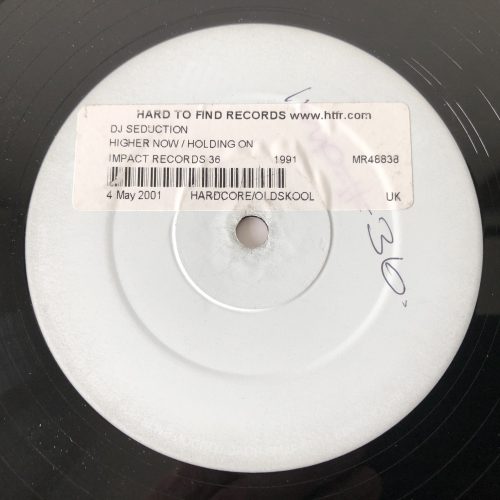 HARD TO FIND RECORDS www.htfr.com
DJ SEDUCTION
HIGHER NOW / HOLDING ON
IMPACT RECORDS 36 1991 MR46838
4 May 2001 HARDCORE/OLDSKOOL UK
-36"